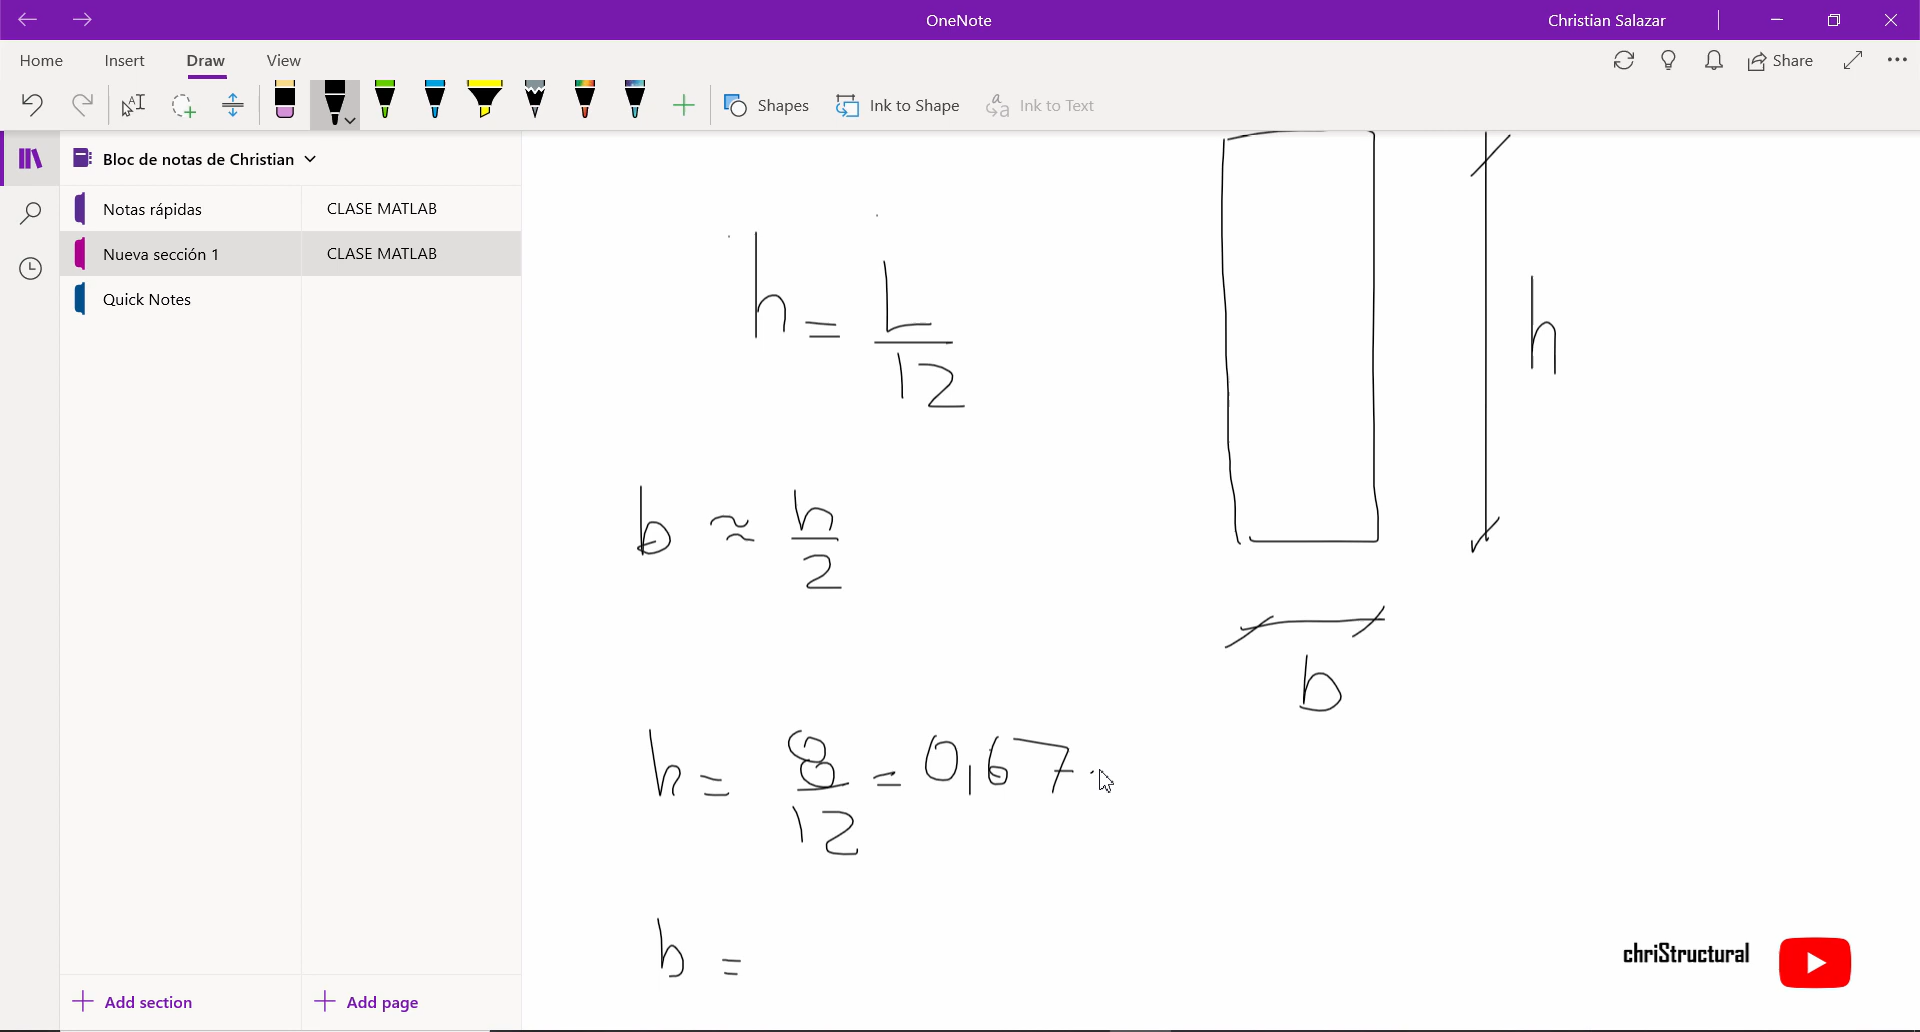 OneNote
Christian Salazar
Home Insert Draw View
Share
Shapes Ink to Shape Ink to Text
Bloc de notas de Christian
Notas rápidas
Nueva sección 1
Quick Notes
CLASE MATLAB
CLASE MATLAB
h = L/12
h
b ≈ h/2
b
h = 8/12 = 0,67
b =
chriStructural
Add section
Add page